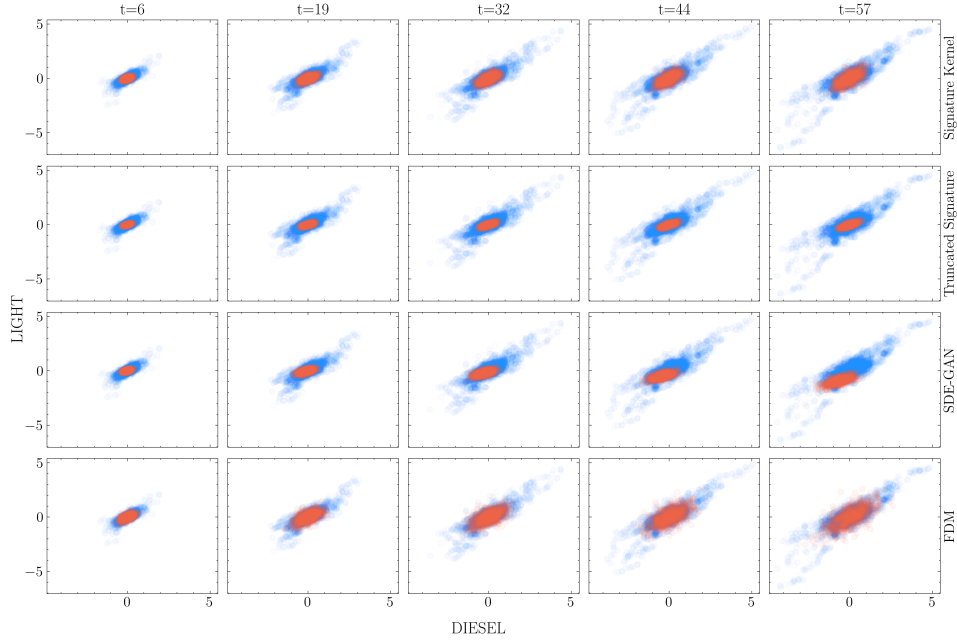 t=6 t=19 t=32 t=44 t=57
5
0
−5
Signature Kernel
5
0
−5
Truncated Signature
5
0
−5
SDE-GAN
5
0
−5
FDM
0 5 0 5 0 5 0 5 0 5
LIGHT
DIESEL